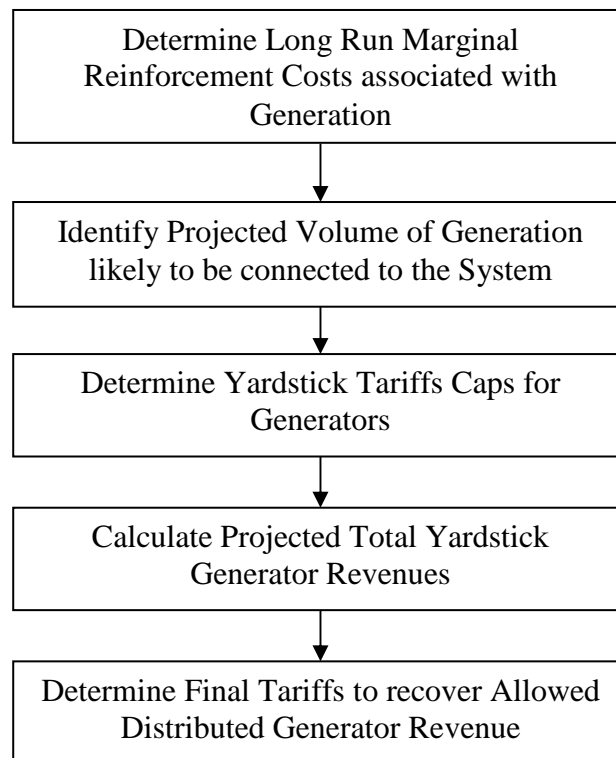 Determine Long Run Marginal
Reinforcement Costs associated with
Generation
Identify Projected Volume of Generation
likely to be connected to the System
Determine Yardstick Tariffs Caps for
Generators
Calculate Projected Total Yardstick
Generator Revenues
Determine Final Tariffs to recover Allowed
Distributed Generator Revenue